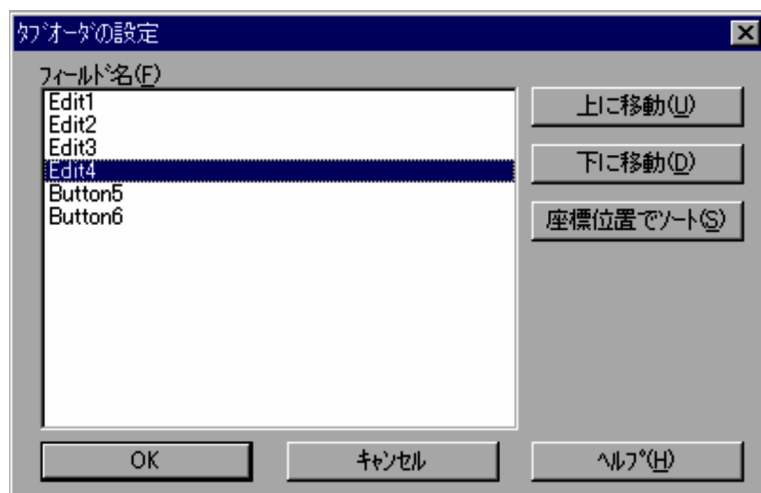 ﾀﾌﾞｵｰﾀﾞの設定
ﾌｨｰﾙﾄﾞ名(F)
Edit1
Edit2
Edit3
Edit4
Button5
Button6
上に移動(U)
下に移動(D)
座標位置でｿｰﾄ(S)
OK
ｷｬﾝｾﾙ
ﾍﾙﾌﾟ(H)